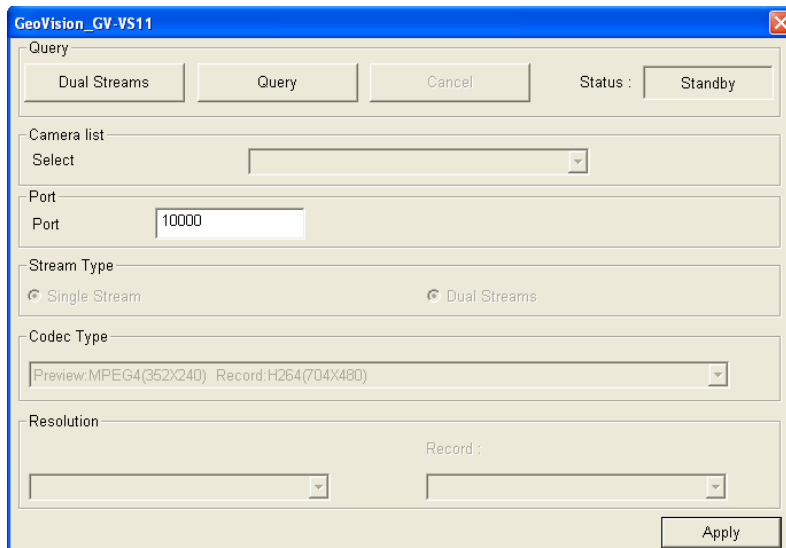 GeoVision_GV-VS11
Query
Dual Streams Query Cancel Status : Standby
Camera list
Select
Port
Port 10000
Stream Type
Single Stream Dual Streams
Codec Type
Preview:MPEG4(352X240) Record:H264(704X480)
Resolution
Record :
Apply